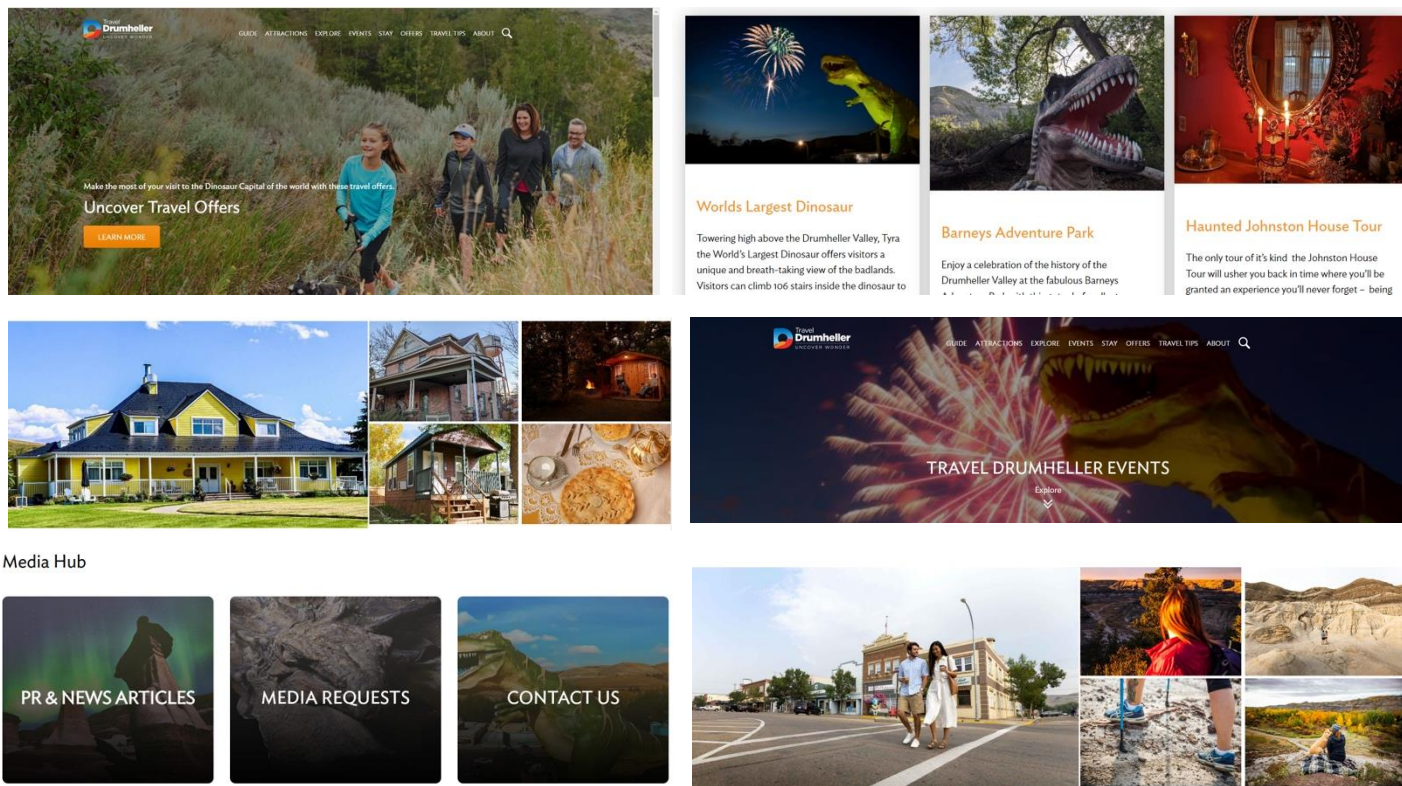 Travel
Drumheller
UNCOVER WONDER
GUIDE ATTRACTIONS EXPLORE EVENTS STAY OFFERS TRAVEL TIPS ABOUT
Make the most of your visit to the Dinosaur Capital of the world with these travel offers.
Uncover Travel Offers
LEARN MORE
Worlds Largest Dinosaur
Towering high above the Drumheller Valley, Tyra
the World's Largest Dinosaur offers visitors a
unique and breath-taking view of the badlands.
Visitors can climb 106 stairs inside the dinosaur to
Barneys Adventure Park
Enjoy a celebration of the history of the
Drumheller Valley at the fabulous Barneys
Haunted Johnston House Tour
The only tour of it's kind the Johnston House
Tour will usher you back in time where you'll be
granted an experience you'll never forget – being
Travel
Drumheller
UNCOVER WONDER
GUIDE ATTRACTIONS EXPLORE EVENTS STAY OFFERS TRAVEL TIPS ABOUT
TRAVEL DRUMHELLER EVENTS
Explore
Media Hub
PR & NEWS ARTICLES
MEDIA REQUESTS
CONTACT US